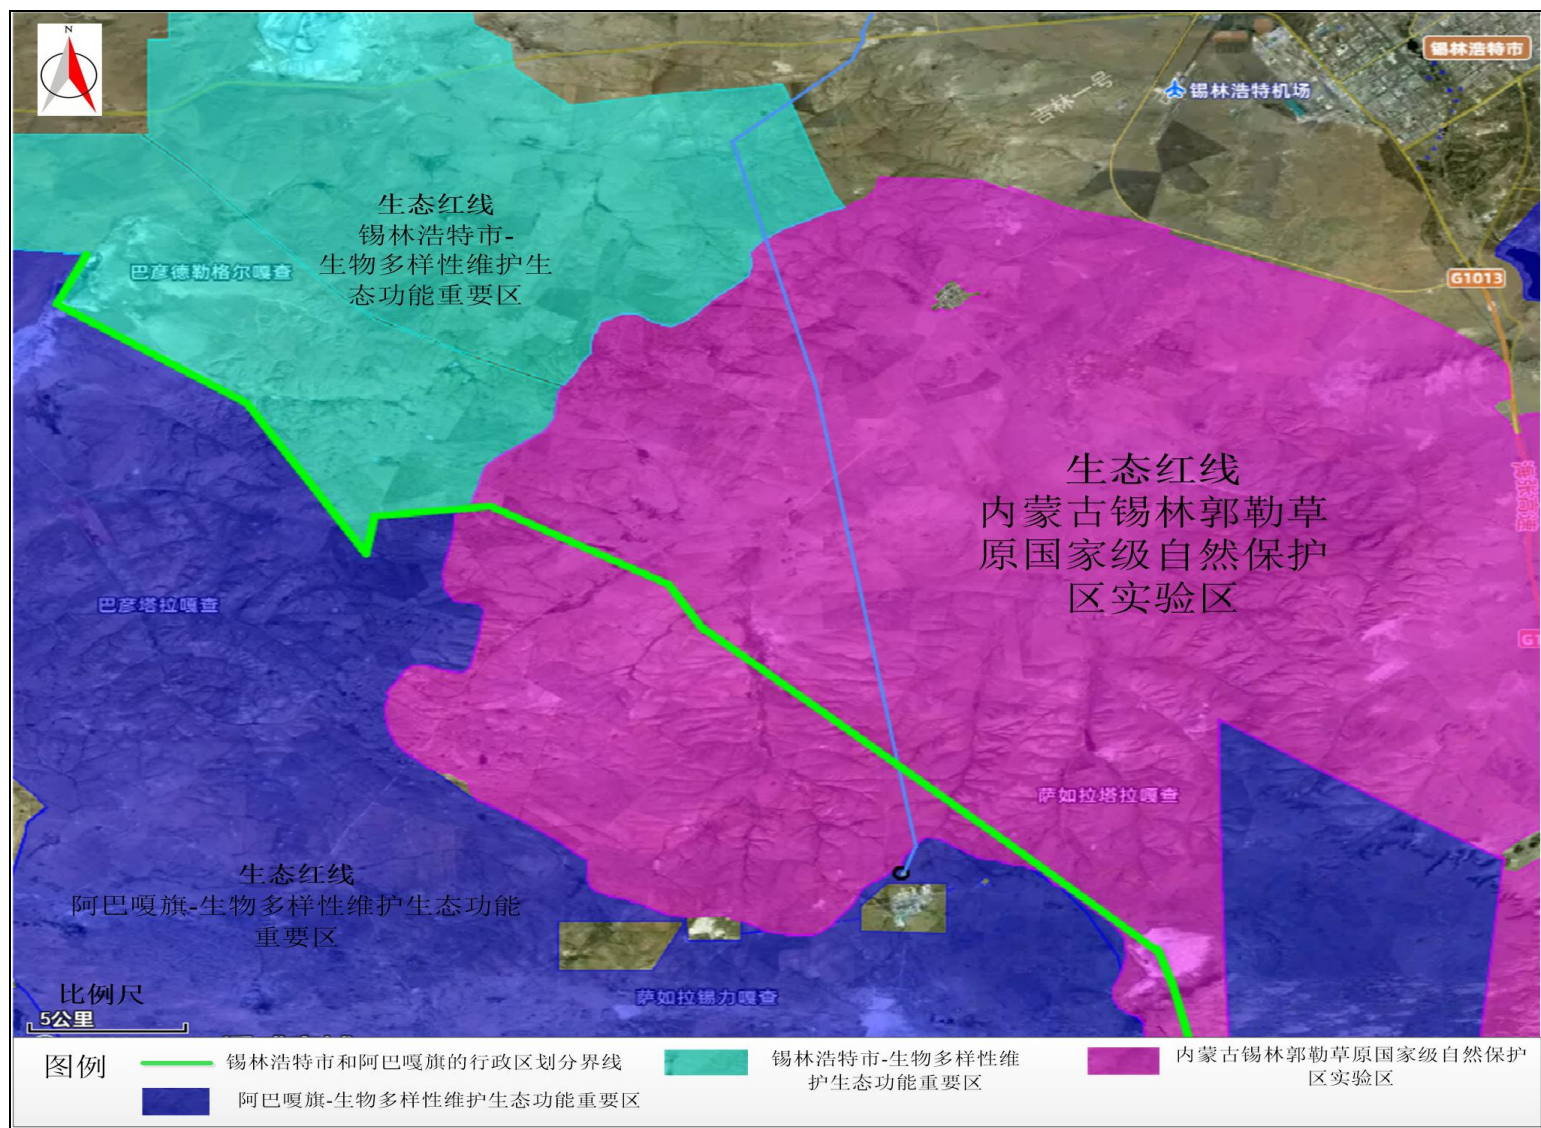 N
锡林浩特市
锡林浩特机场
吉林一号
生态红线
锡林浩特市-
生物多样性维护生
态功能重要区
巴彦德勒格尔嘎查
G1013
生态红线
内蒙古锡林郭勒草
原国家级自然保护
区实验区
巴彦塔拉嘎查
G1
萨如拉塔拉嘎查
生态红线
阿巴嘎旗-生物多样性维护生态功能
重要区
萨如拉锡力嘎查
比例尺
5公里
图例
锡林浩特市和阿巴嘎旗的行政区划分界线
锡林浩特市-生物多样性维
护生态功能重要区
内蒙古锡林郭勒草原国家级自然保护
区实验区
阿巴嘎旗-生物多样性维护生态功能重要区